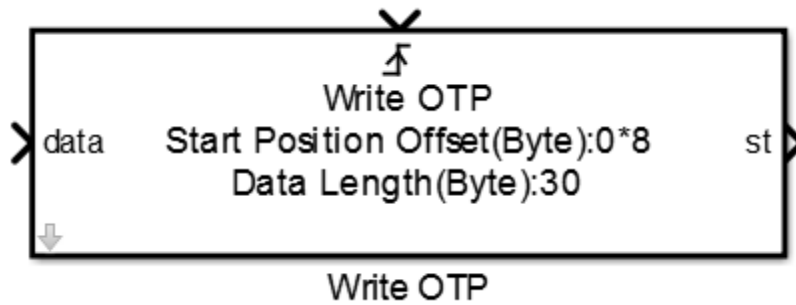 Write OTP
Start Position Offset(Byte):0*8
data
st
Data Length(Byte):30
Write OTP